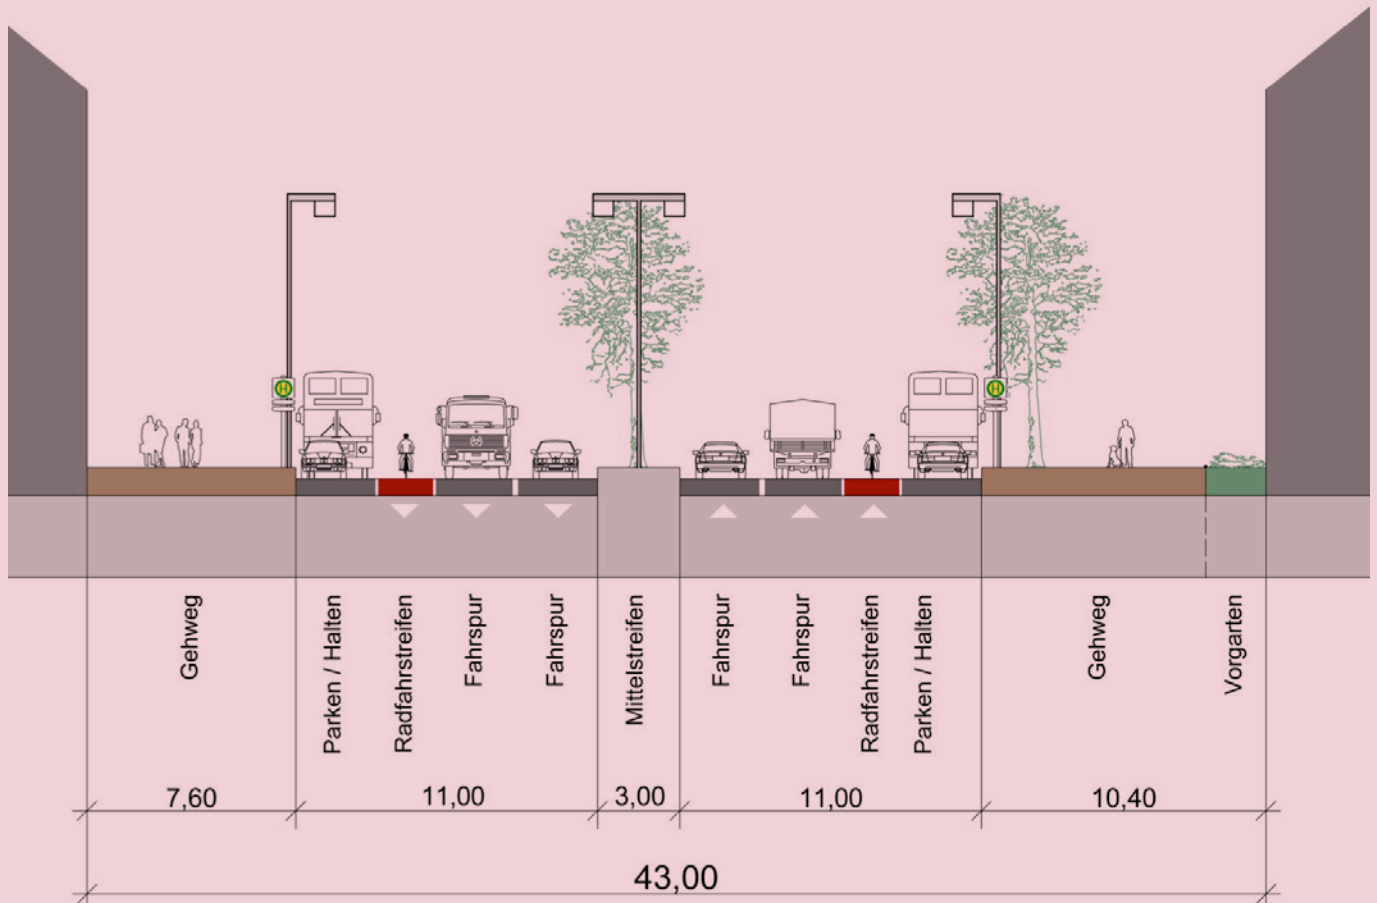 H
H
Gehweg
Parken / Halten
Radfahrstreifen
Fahrspur
Fahrspur
Mittelstreifen
Fahrspur
Fahrspur
Radfahrstreifen
Parken / Halten
Gehweg
Vorgarten
7,60
11,00
3,00
11,00
10,40
43,00